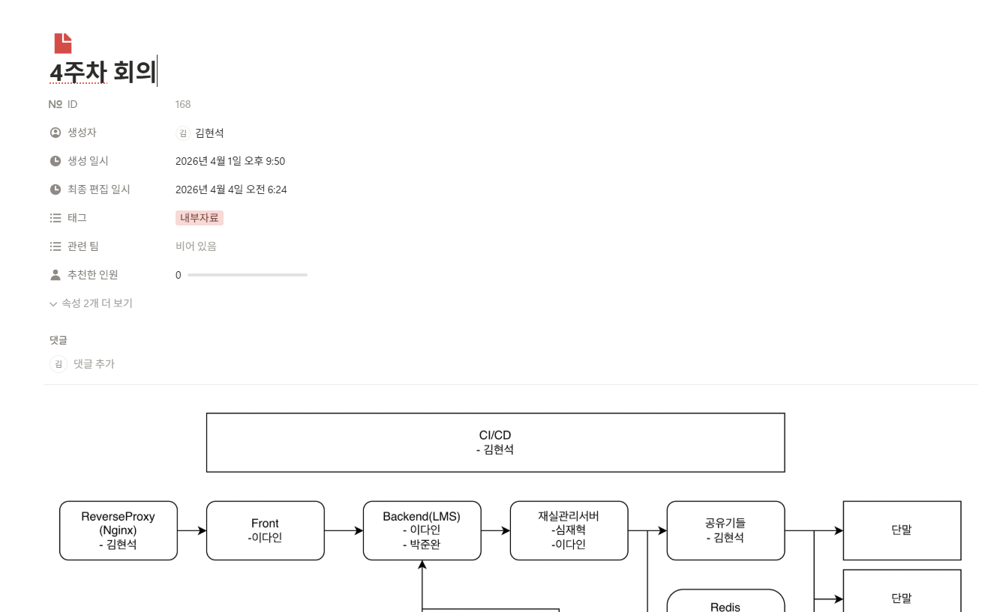 4주차 회의
Nº ID 168
생성자 김 김현석
생성 일시 2026년 4월 1일 오후 9:50
최종 편집 일시 2026년 4월 4일 오전 6:24
태그 내부자료
관련 팀 비어 있음
추천한 인원 0
속성 2개 더 보기
댓글
김 댓글 추가
CI/CD
- 김현석
ReverseProxy
(Nginx)
- 김현석
Front
-이다인
Backend(LMS)
- 이다인
- 박준완
재실관리서버
-심재혁
-이다인
공유기들
- 김현석
단말
단말
Redis